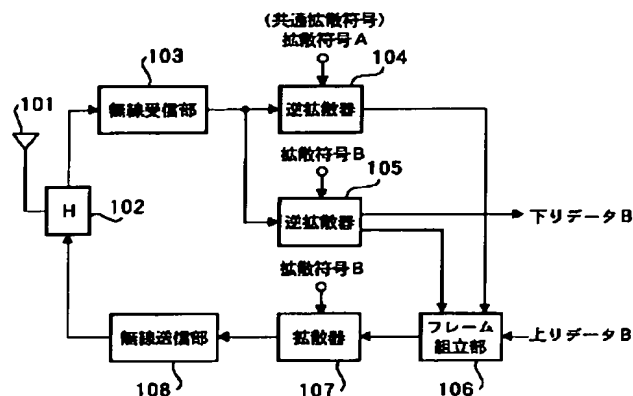 (共通拡散符号)
拡散符号A
103
104
101
無線受信部
逆拡散器
拡散符号B
105
H
102
逆拡散器
下りデータB
拡散符号B
無線送信部
拡散器
フレーム
組立部
上りデータB
108
107
106